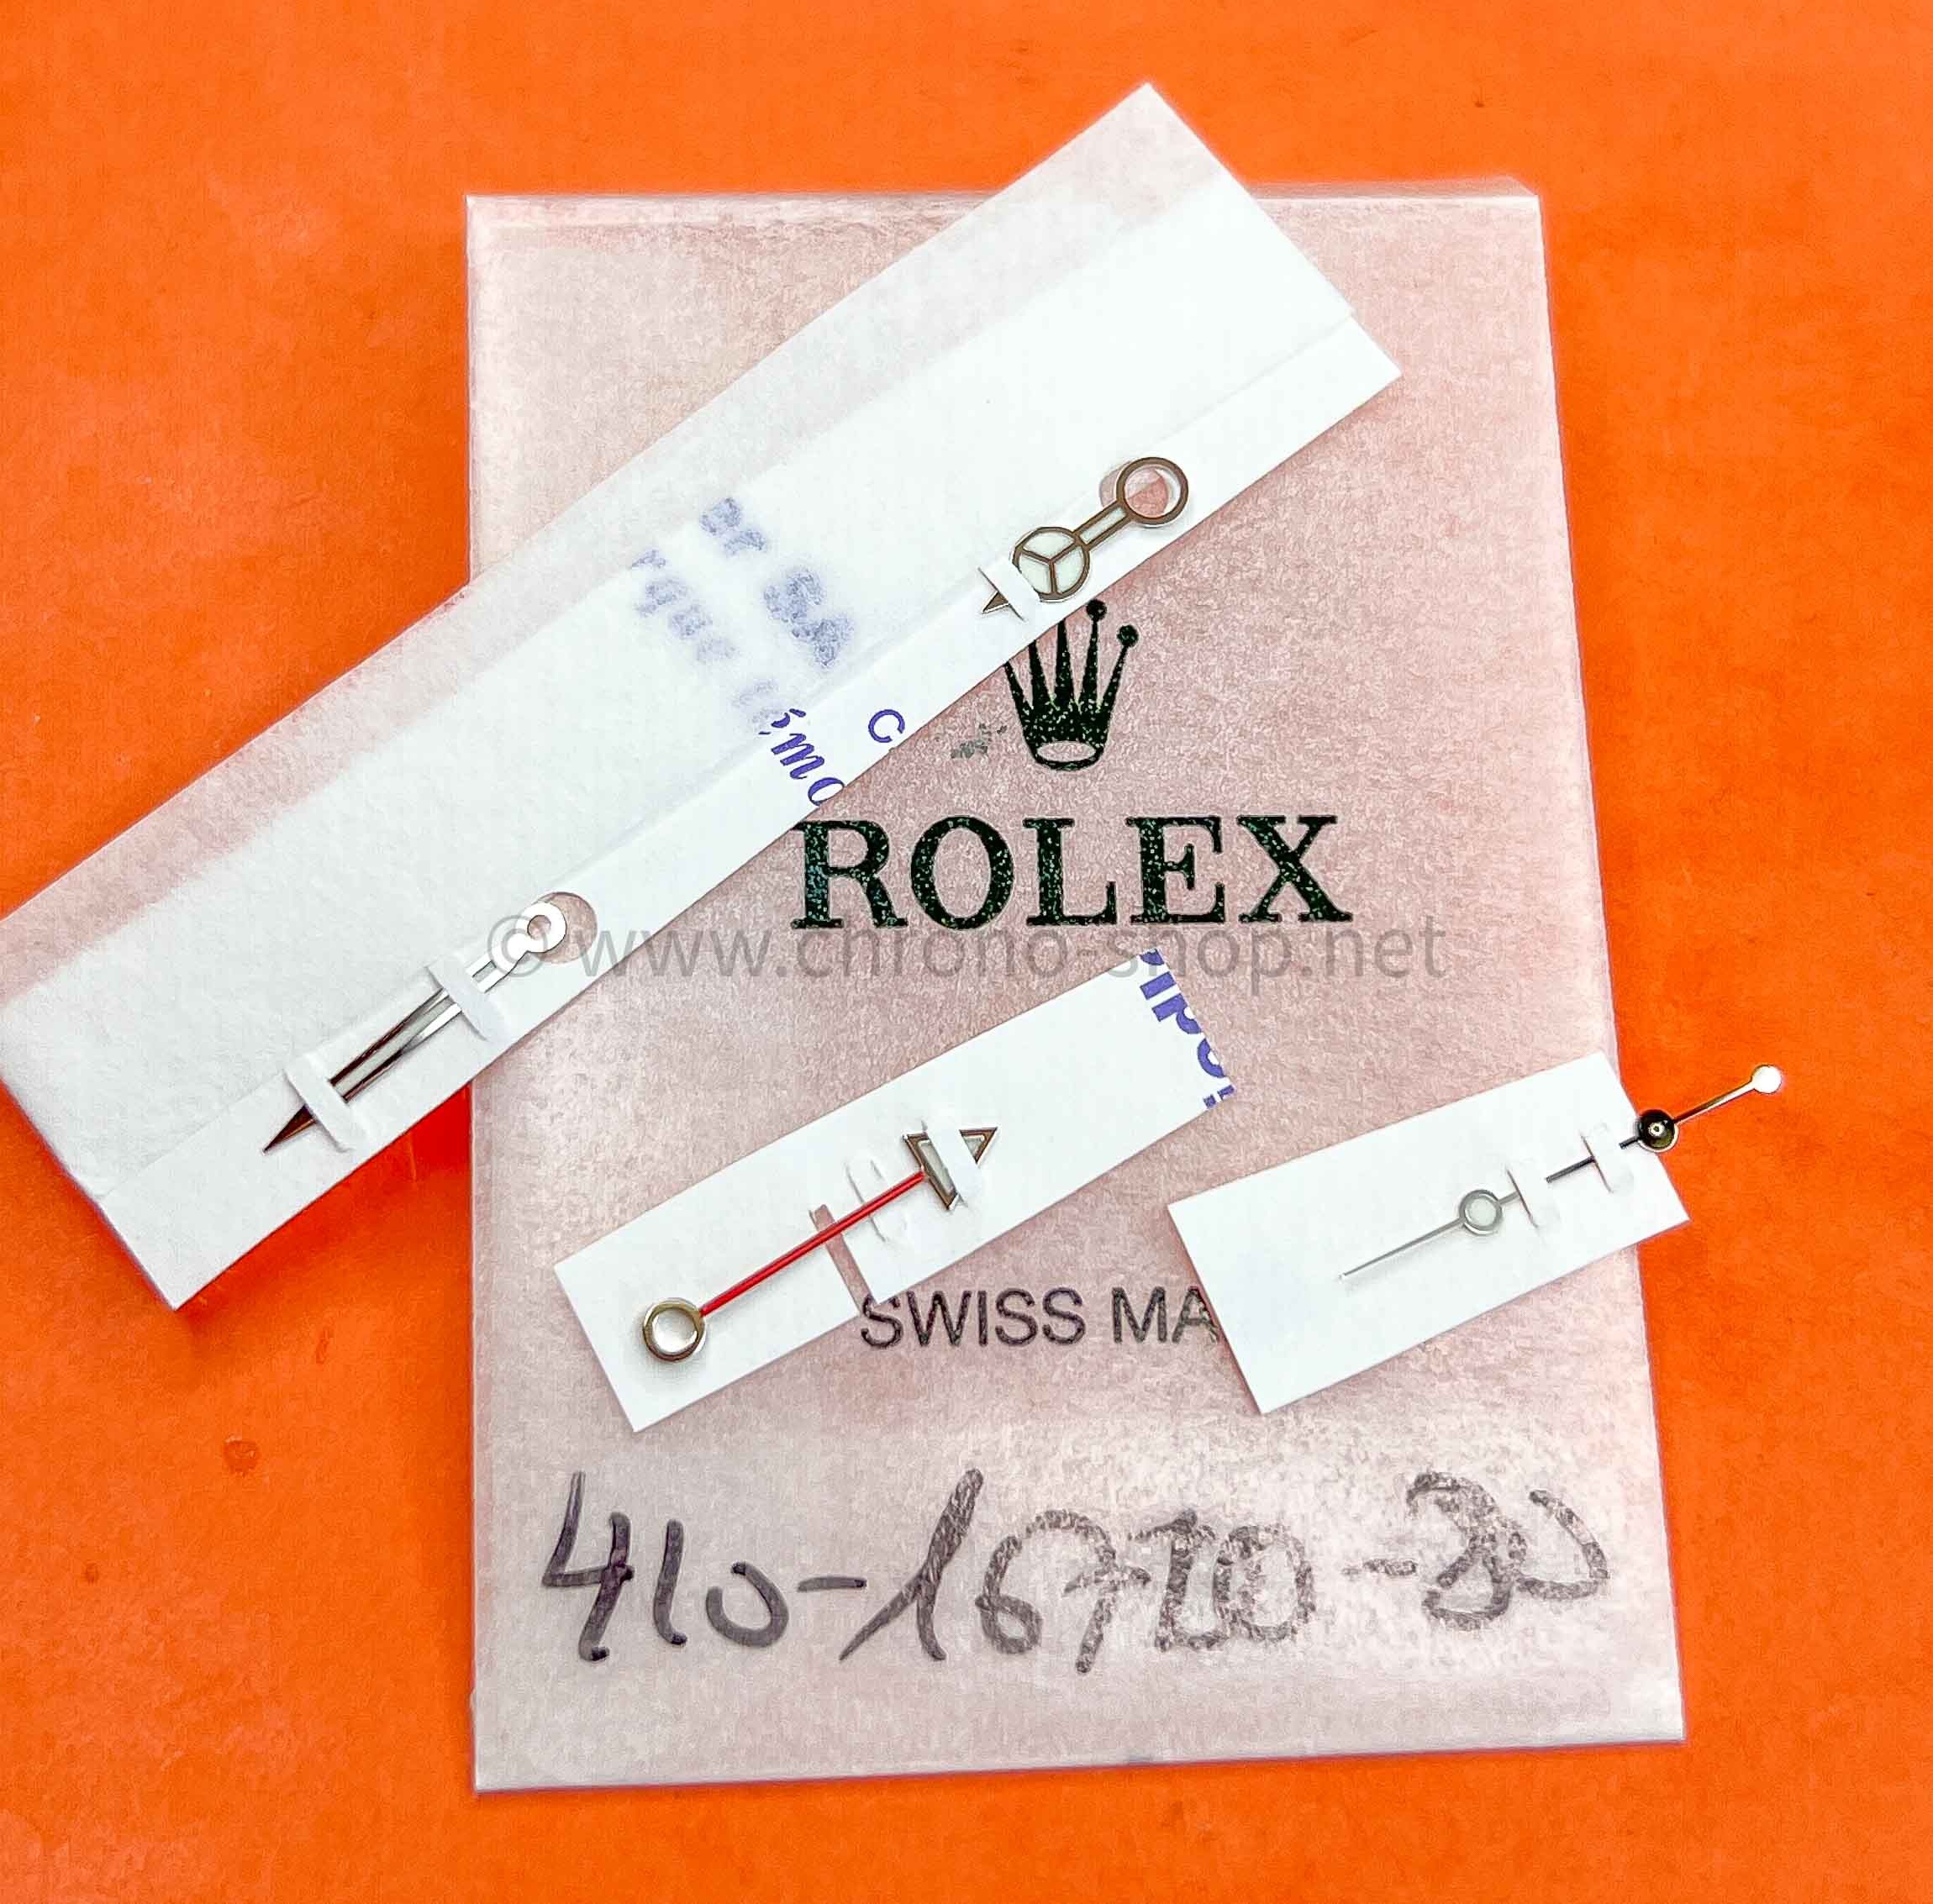 ROLEX
© www.chrono-shop.net
SWISS MA
410-16700-30